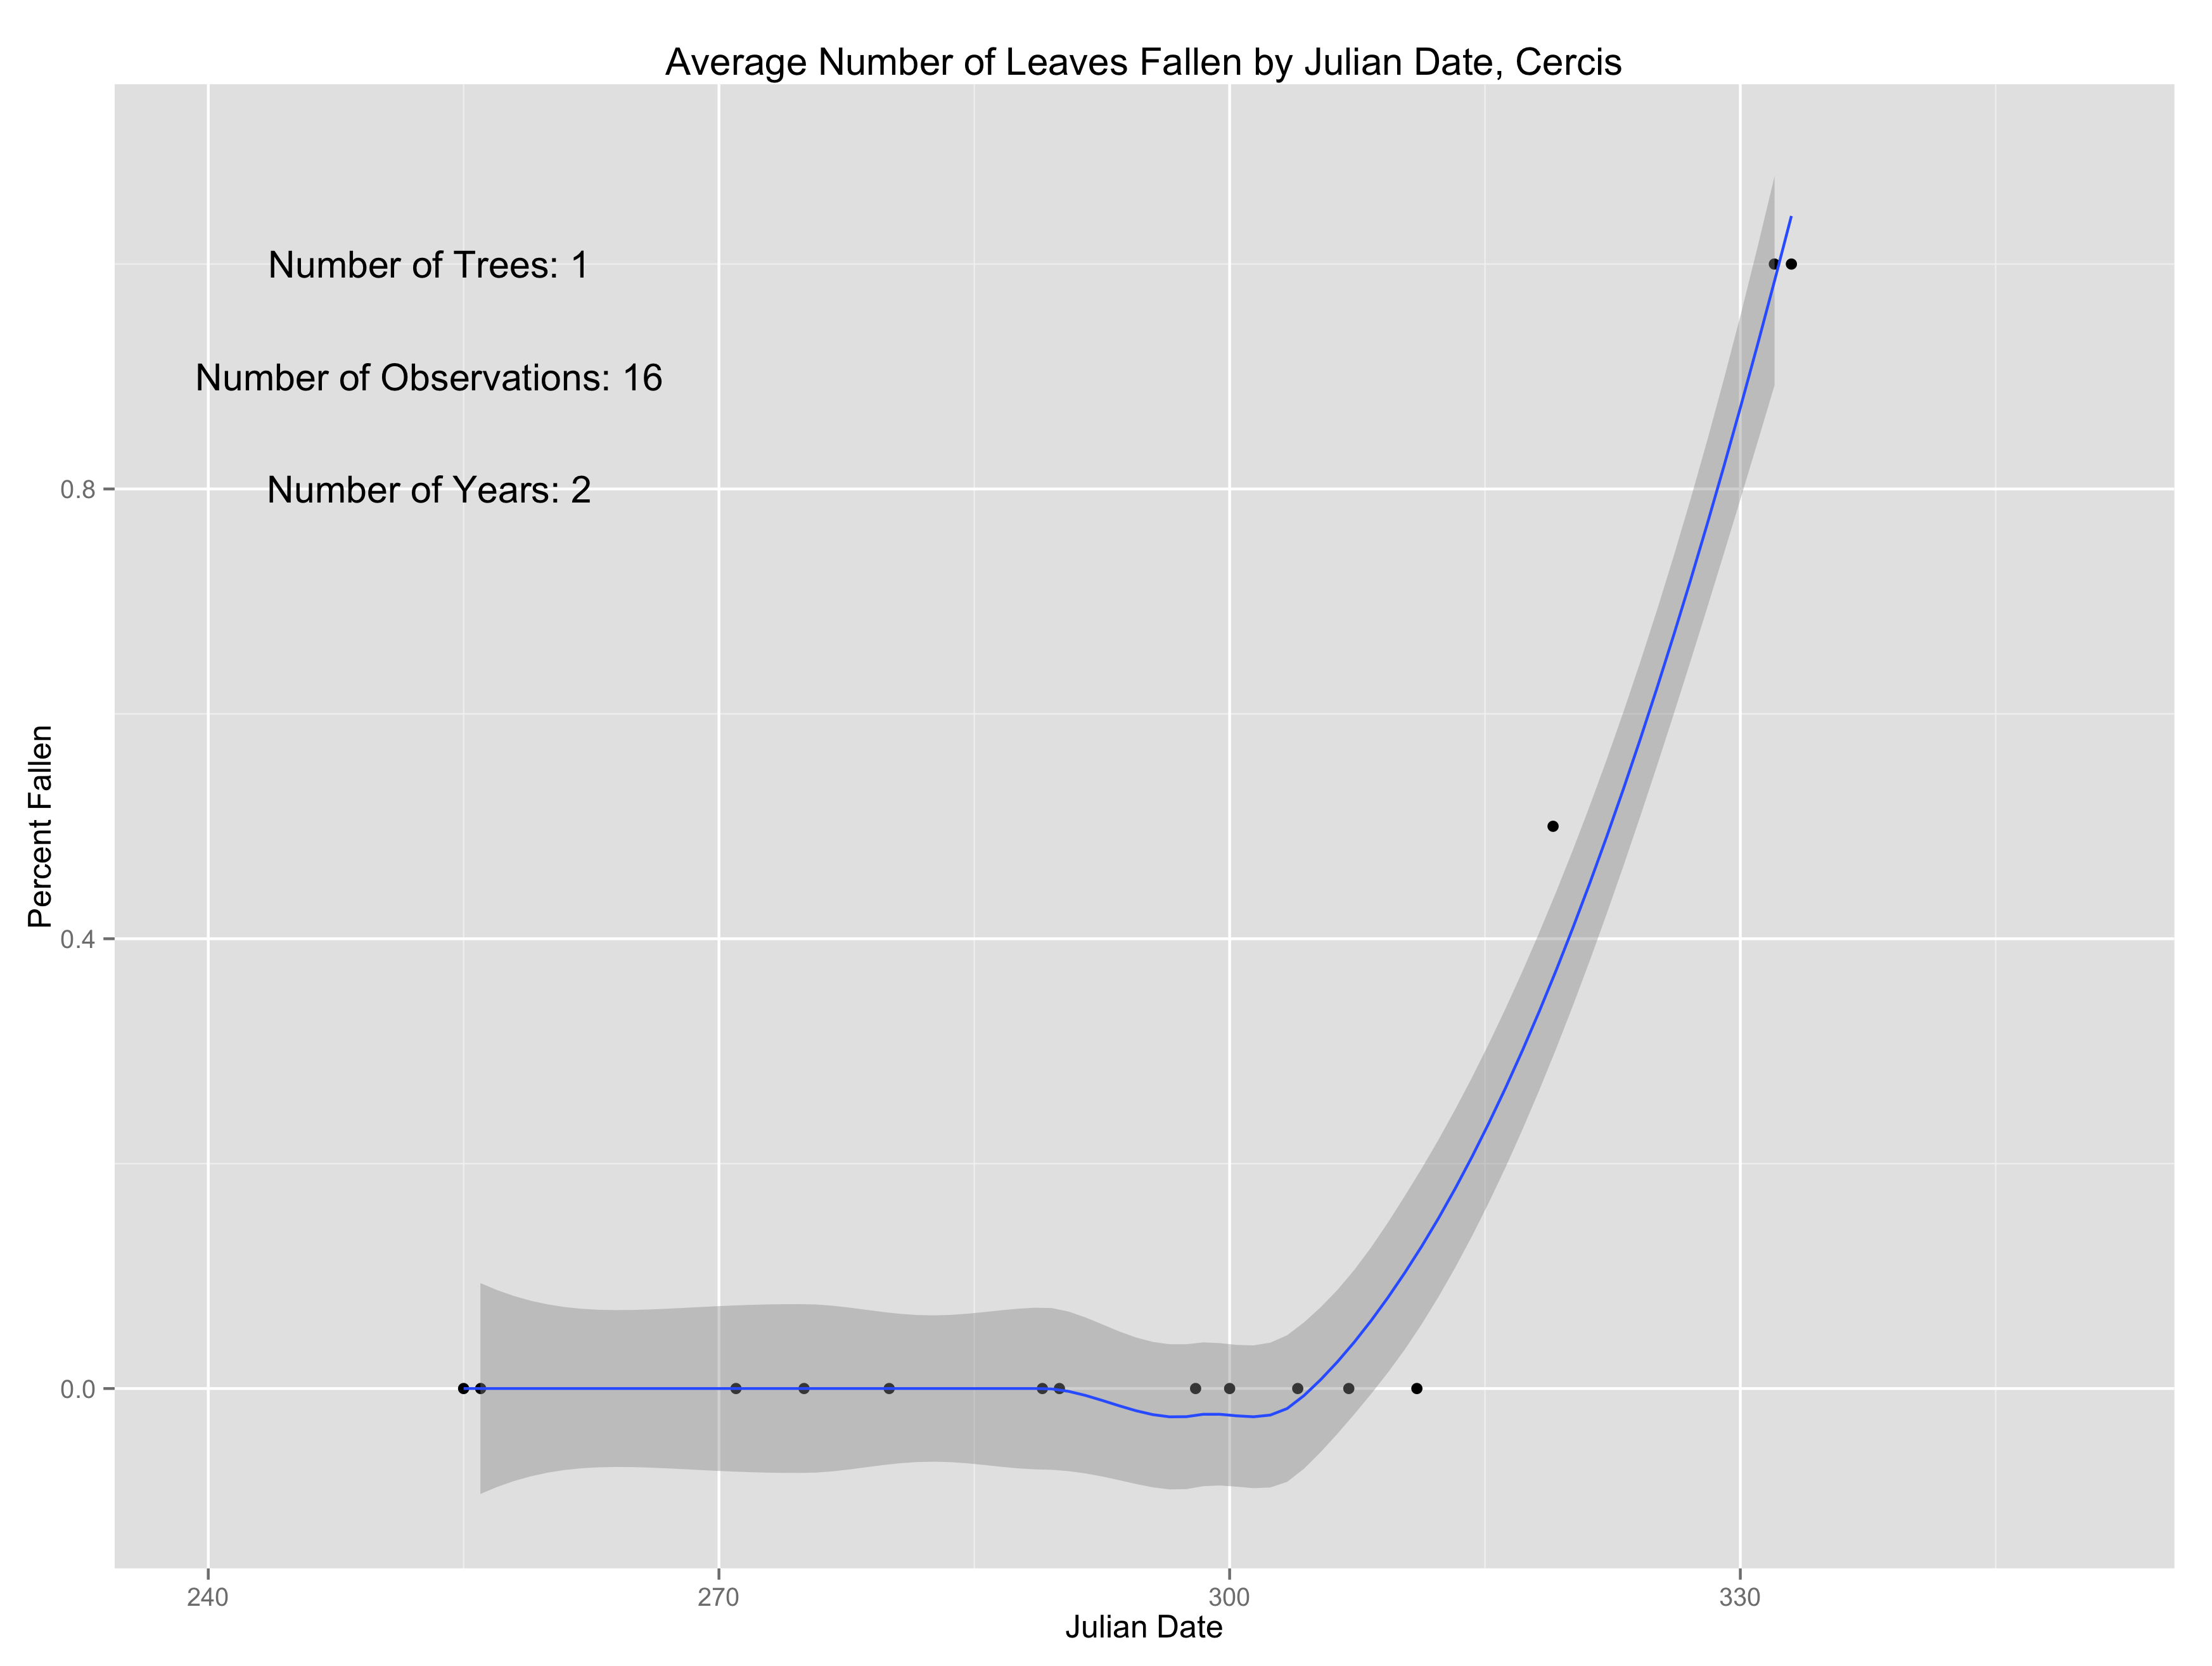 Average Number of Leaves Fallen by Julian Date, Cercis
Number of Trees: 1
Number of Observations: 16
Number of Years: 2
Percent Fallen
0.8
0.4
0.0
240
270
300
330
Julian Date